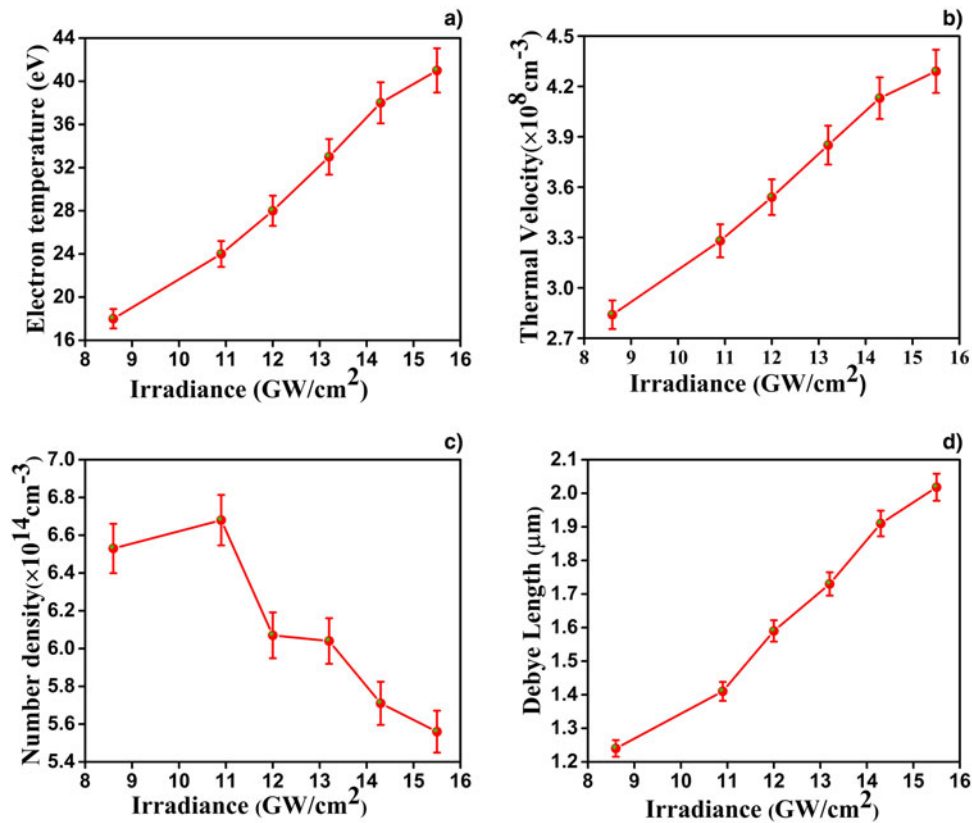 a)
Electron temperature (eV)
44
40
36
32
28
24
20
16
8 9 10 11 12 13 14 15 16
Irradiance (GW/cm²)
b)
Thermal Velocity(×10⁸cm⁻³)
4.5
4.2
3.9
3.6
3.3
3.0
2.7
8 9 10 11 12 13 14 15 16
Irradiance (GW/cm²)
c)
Number density(×10¹⁴cm⁻³)
7.0
6.6
6.2
6.0
5.8
5.6
5.4
8 9 10 11 12 13 14 15 16
Irradiance (GW/cm²)
d)
Debye Length (μm)
2.1
2.0
1.9
1.8
1.7
1.6
1.5
1.4
1.3
1.2
8 9 10 11 12 13 14 15 16
Irradiance (GW/cm²)